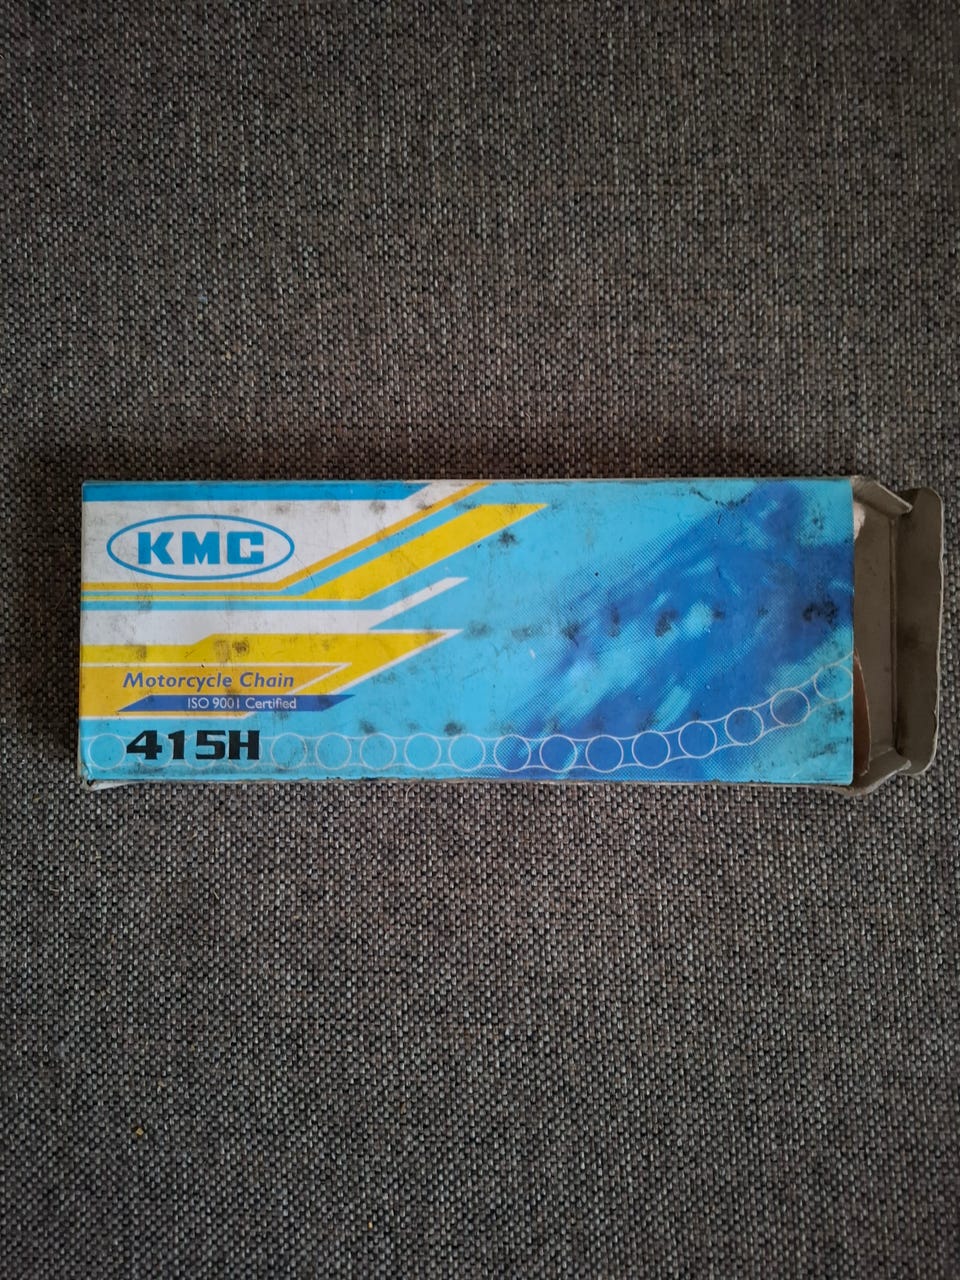 KMC
Motorcycle Chain
ISO 9001 Certified
415H